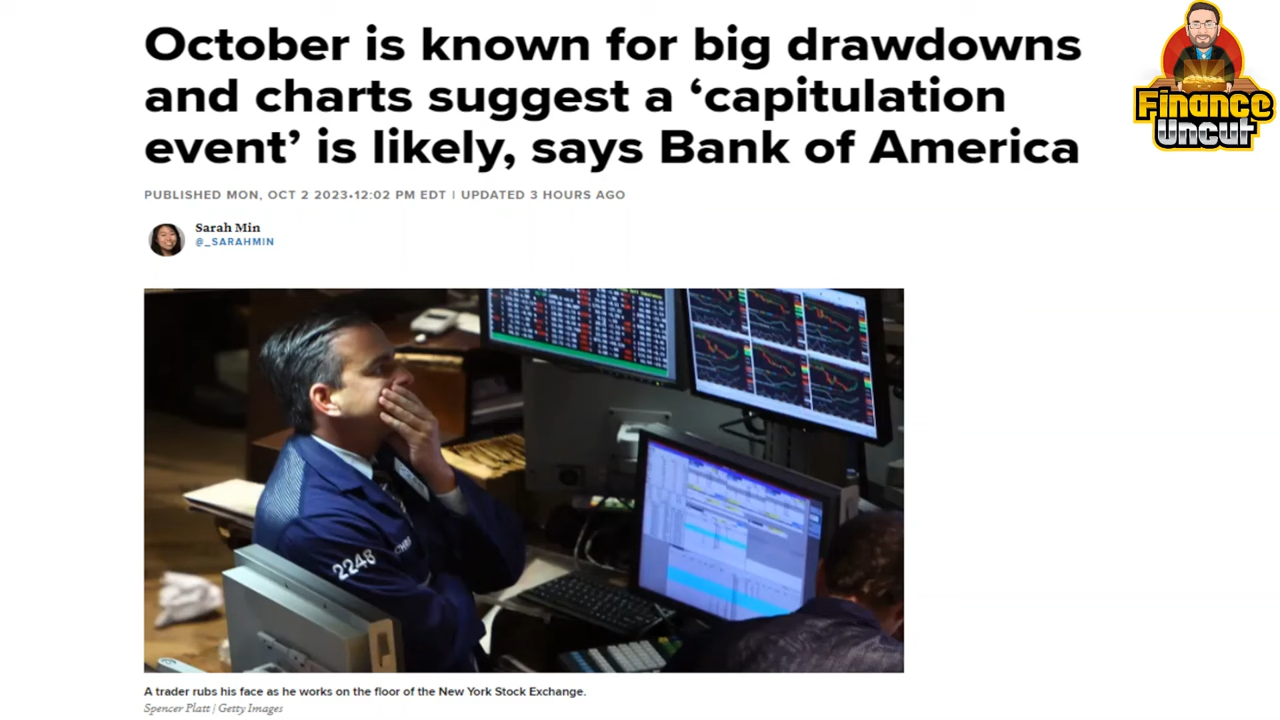 October is known for big drawdowns
and charts suggest a ‘capitulation
event’ is likely, says Bank of America
Finance
Uncut
PUBLISHED MON, OCT 2 2023•12:02 PM EDT | UPDATED 3 HOURS AGO
Sarah Min
@_SARAHMIN
2248
A trader rubs his face as he works on the floor of the New York Stock Exchange.
Spencer Platt | Getty Images